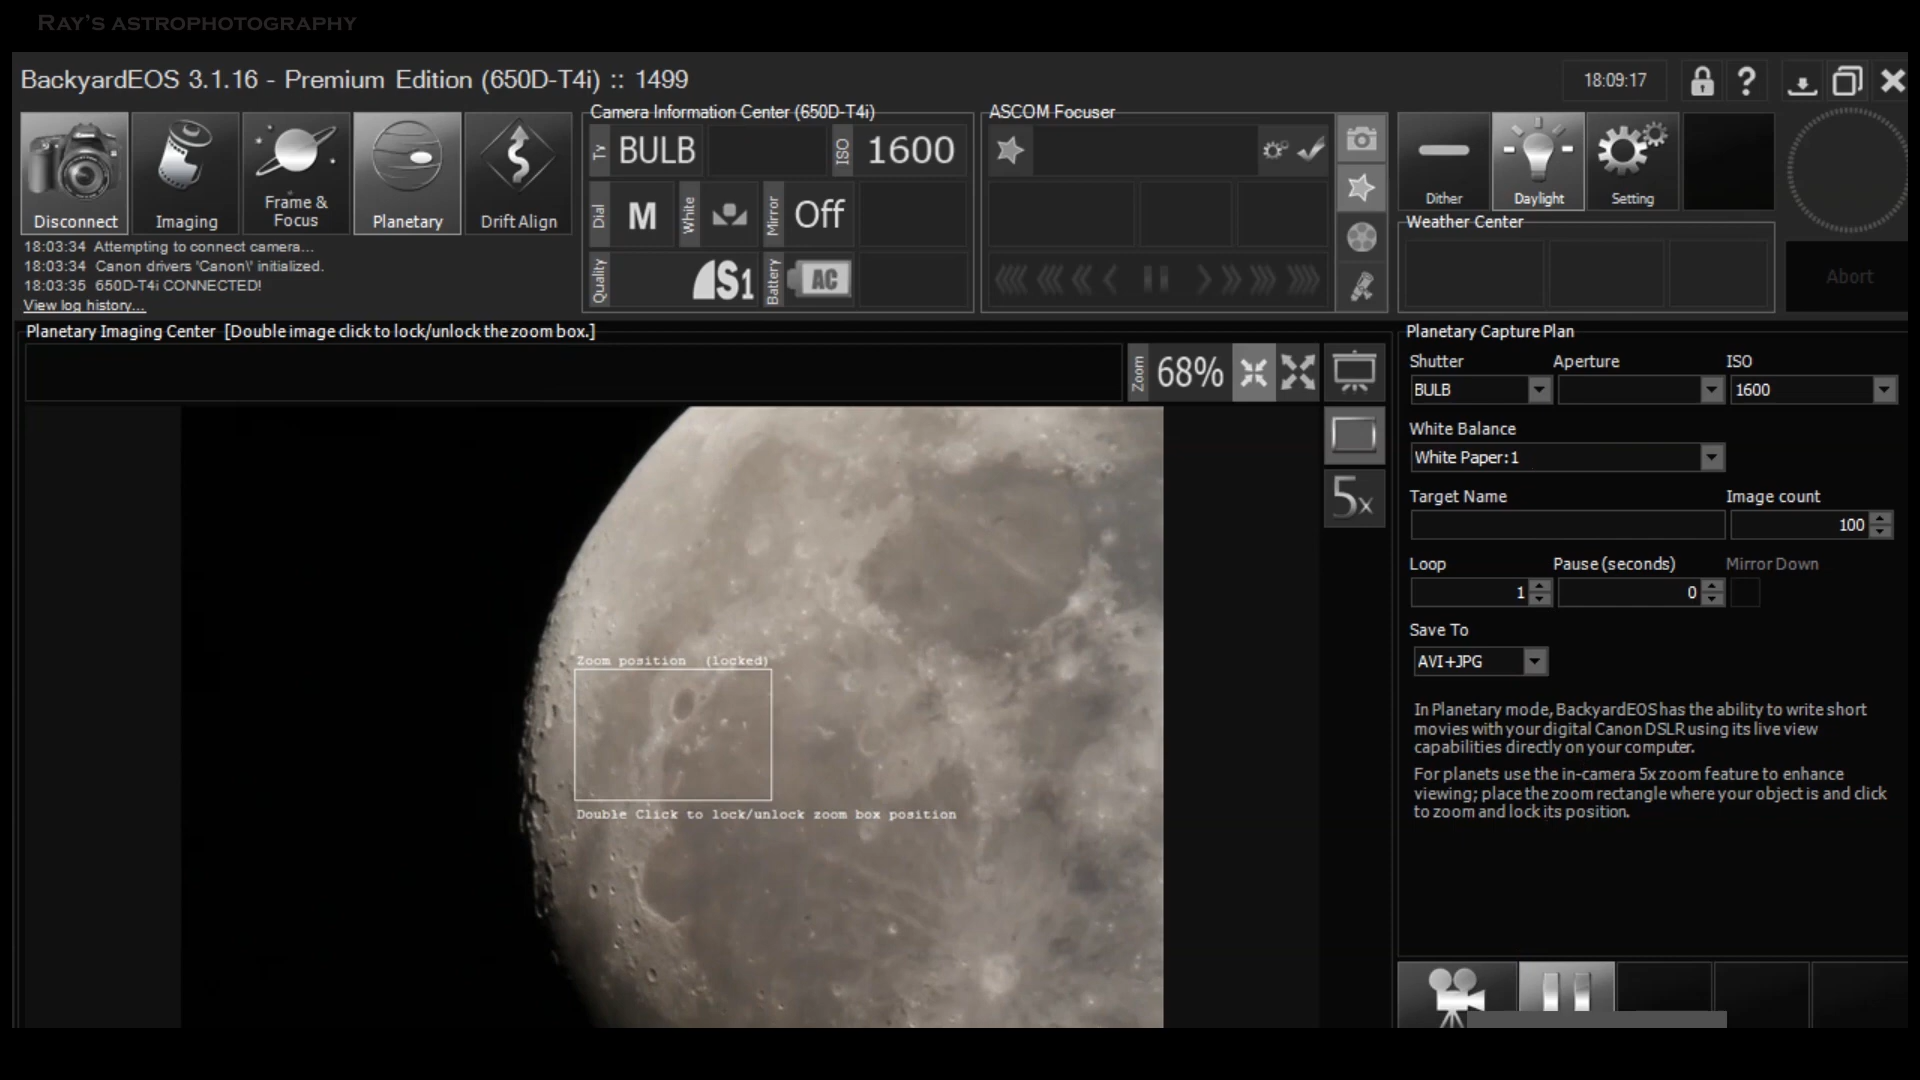 RAY'S ASTROPHOTOGRAPHY
BackyardEOS 3.1.16 - Premium Edition (650D-T4i) :: 1499
18:09:17
?
Disconnect
Imaging
Frame &
Focus
Planetary
Drift Align
18:03:34 Attempting to connect camera...
18:03:34 Canon drivers 'Canon\' initialized.
18:03:35 650D-T4i CONNECTED!
View log history...
Camera Information Center (650D-T4i)
Tv BULB
ISO 1600
Dial M
White
Mirror Off
Quality S1
Battery AC
ASCOM Focuser
Dither
Daylight
Setting
Weather Center
Abort
Planetary Imaging Center [Double image click to lock/unlock the zoom box.]
Zoom 68%
5x
Zoom position (locked)
Double Click to lock/unlock zoom box position
Planetary Capture Plan
Shutter Aperture ISO
BULB 1600
White Balance
White Paper:1
Target Name Image count
100
Loop Pause (seconds) Mirror Down
1 0
Save To
AVI+JPG
In Planetary mode, BackyardEOS has the ability to write short
movies with your digital Canon DSLR using its live view
capabilities directly on your computer.
For planets use the in-camera 5x zoom feature to enhance
viewing; place the zoom rectangle where your object is and click
to zoom and lock its position.